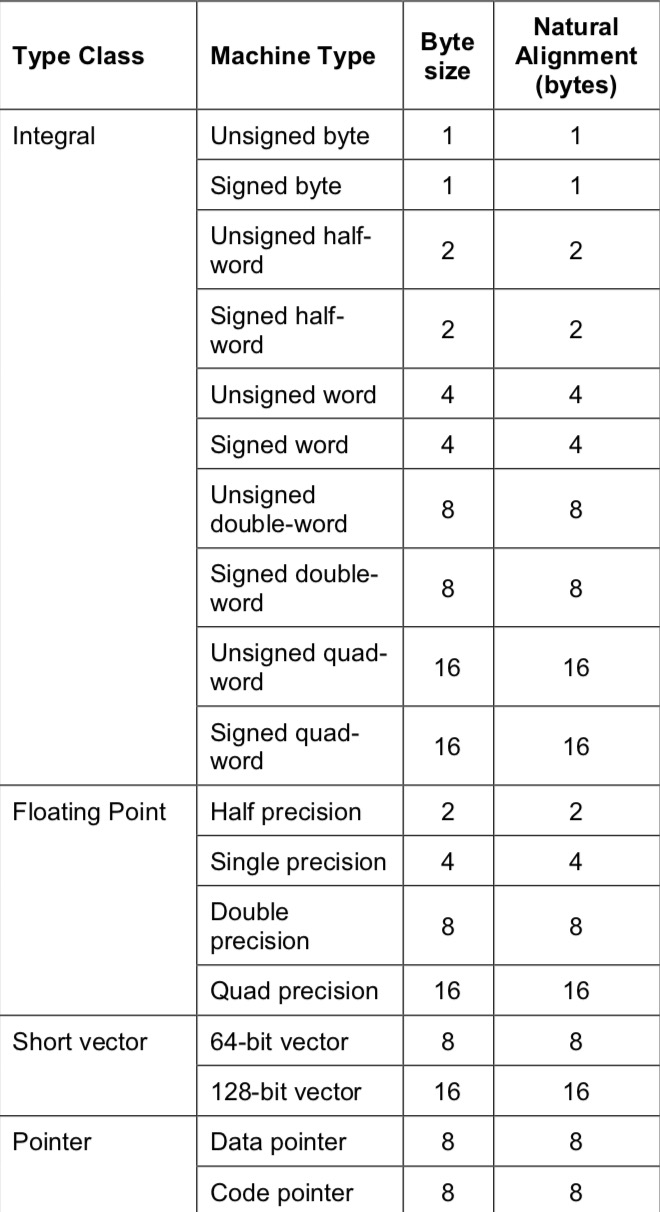 Type Class Machine Type Byte size Natural Alignment (bytes)
Integral Unsigned byte 1 1
Signed byte 1 1
Unsigned half-
word 2 2
Signed half-
word 2 2
Unsigned word 4 4
Signed word 4 4
Unsigned
double-word 8 8
Signed double-
word 8 8
Unsigned quad-
word 16 16
Signed quad-
word 16 16
Floating Point Half precision 2 2
Single precision 4 4
Double
precision 8 8
Quad precision 16 16
Short vector 64-bit vector 8 8
128-bit vector 16 16
Pointer Data pointer 8 8
Code pointer 8 8